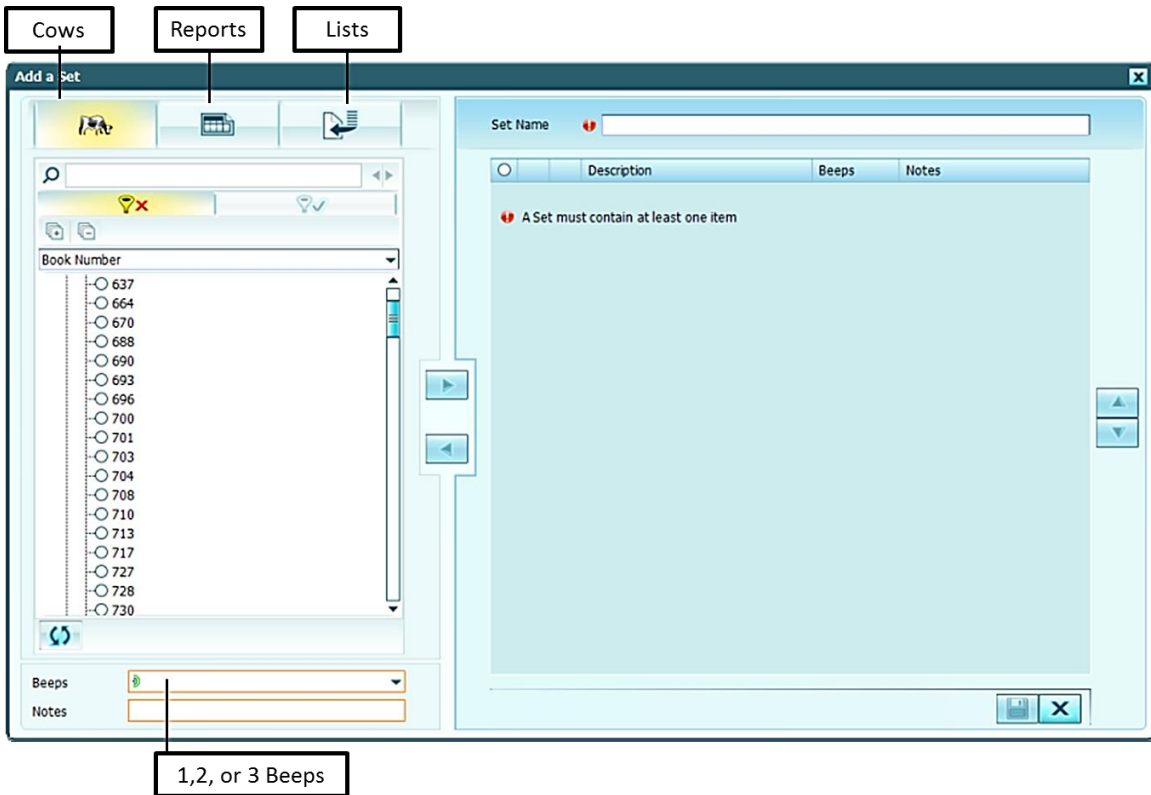 Cows Reports Lists
Add a Set
Set Name
Description Beeps Notes
A Set must contain at least one item
Book Number
637
664
670
688
690
693
696
700
701
703
704
708
710
713
717
727
728
730
Beeps
Notes
1,2, or 3 Beeps